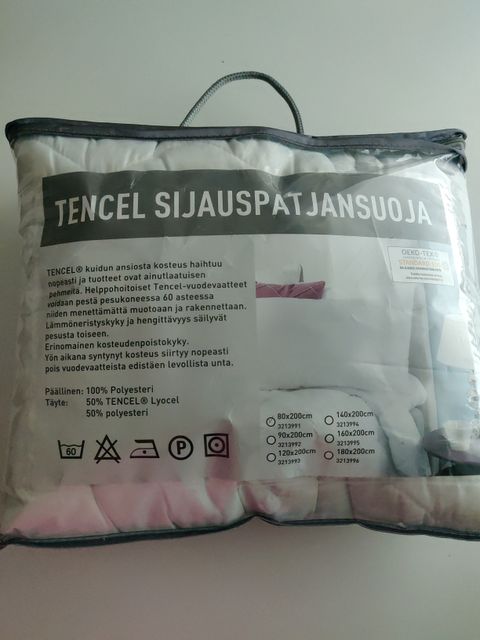 TENCEL SIJAUSPATJANSUOJA
OEKO-TEX®
STANDARD 100
TENCEL® kuidun ansiosta kosteus haihtuu
nopeasti ja tuotteet ovat ainutlaatuisen
pehmeitä. Helppohoitoiset Tencel-vuodevaatteet
voidaan pestä pesukoneessa 60 asteessa
niiden menettämättä muotoaan ja rakennettaan.
Lämmöneristyskyky ja hengittävyys säilyvät
pesusta toiseen.
Erinomainen kosteudenpoistokyky.
Yön aikana syntynyt kosteus siirtyy nopeasti
pois vuodevaatteista edistäen levollista unta.
Päällinen: 100% Polyesteri
Täyte: 50% TENCEL® Lyocel
50% polyesteri
60
P
80x200cm
3213991
90x200cm
3213992
120x200cm
3213993
140x200cm
3213994
160x200cm
3213995
180x200cm
3213996